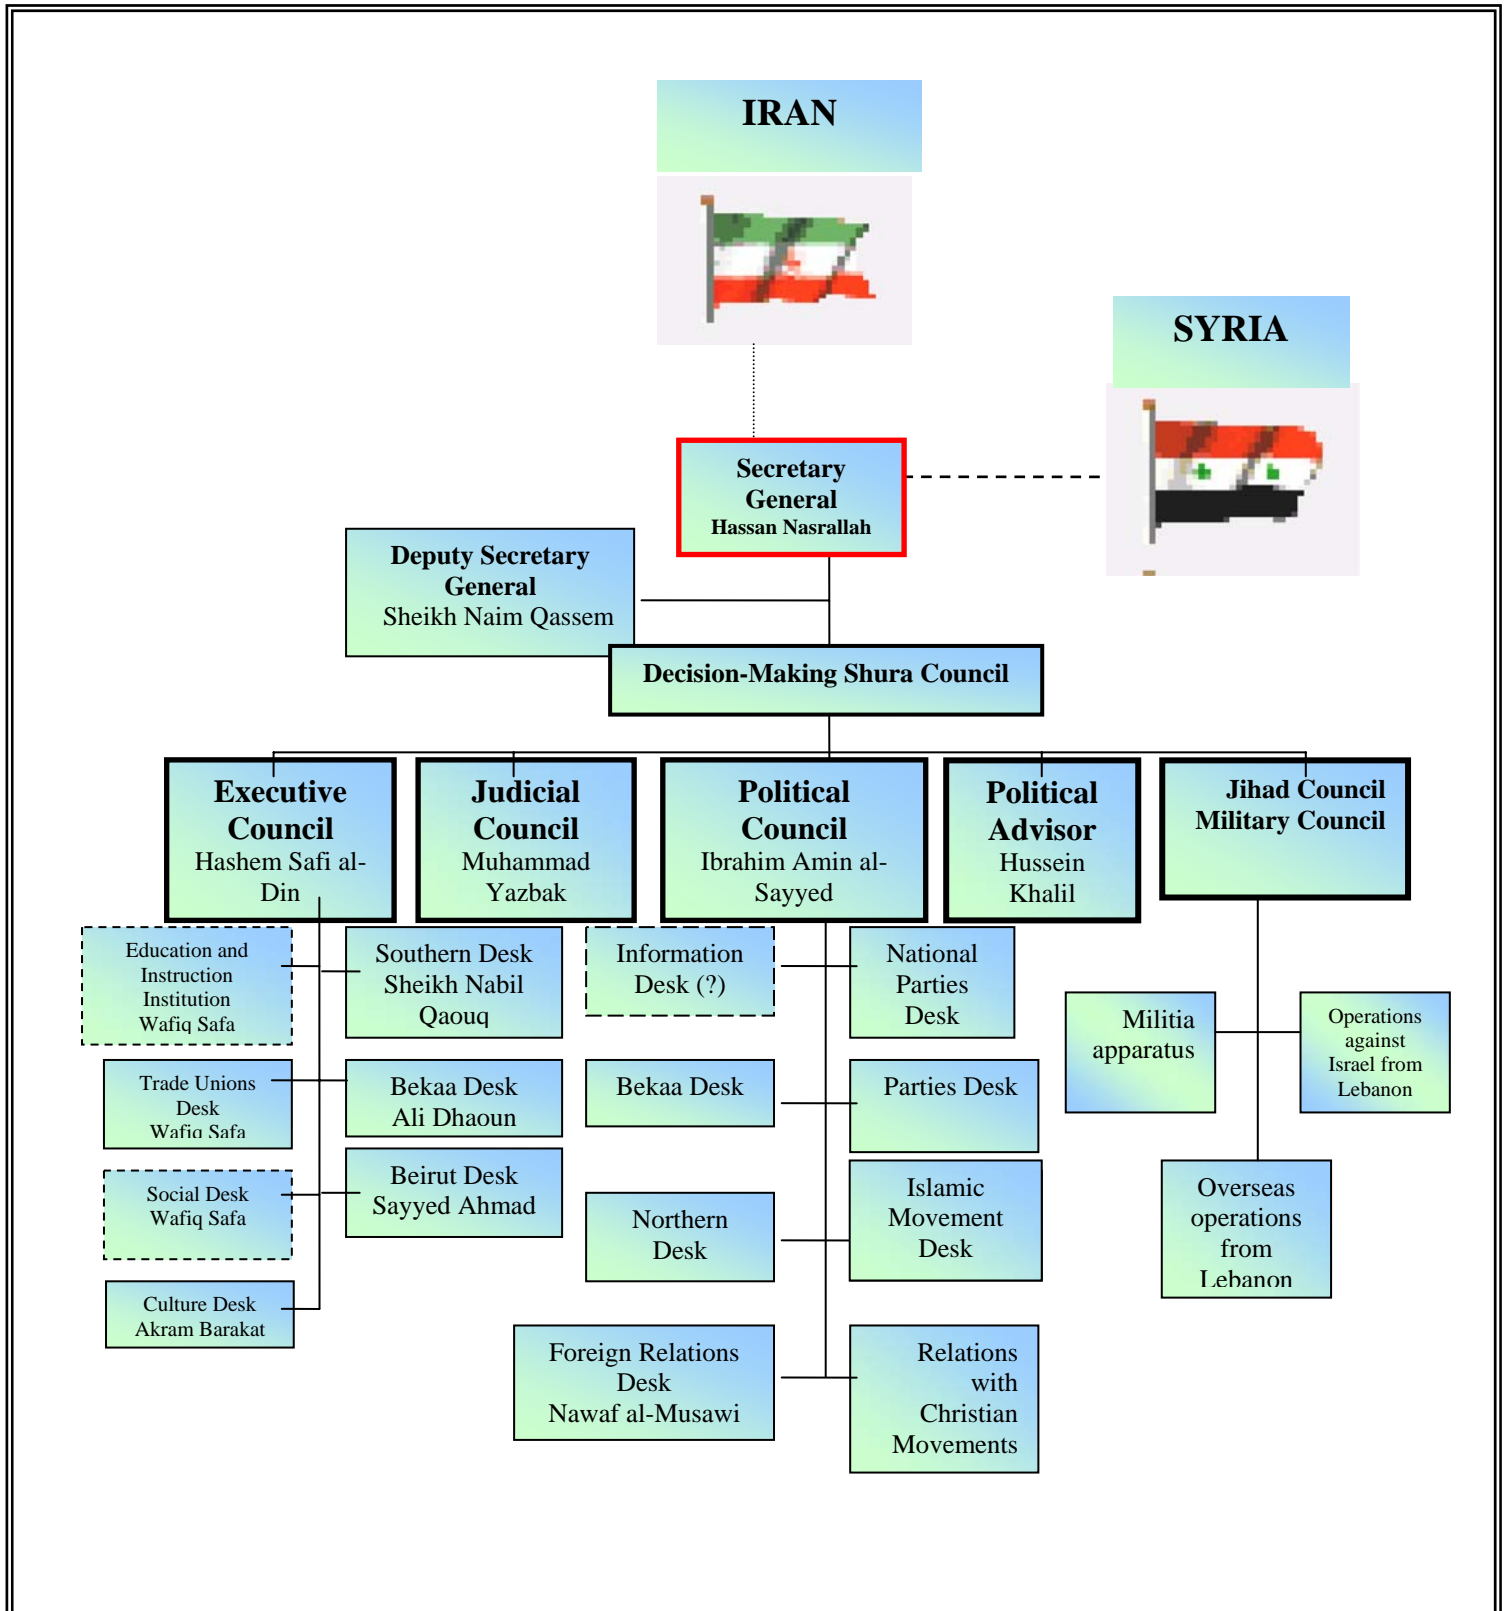 IRAN
SYRIA
Secretary
General
Hassan Nasrallah
Deputy Secretary
General
Sheikh Naim Qassem
Decision-Making Shura Council
Executive
Council
Hashem Safi al-
Din
Judicial
Council
Muhammad
Yazbak
Political
Council
Ibrahim Amin al-
Sayyed
Political
Advisor
Hussein
Khalil
Jihad Council
Military Council
Education and
Instruction
Institution
Wafiq Safa
Southern Desk
Sheikh Nabil
Qaouq
Information
Desk (?)
National
Parties
Desk
Militia
apparatus
Operations
against
Israel from
Lebanon
Trade Unions
Desk
Wafiq Safa
Bekaa Desk
Ali Dhaoun
Bekaa Desk
Parties Desk
Social Desk
Wafiq Safa
Beirut Desk
Sayyed Ahmad
Northern
Desk
Islamic
Movement
Desk
Overseas
operations
from
Lebanon
Culture Desk
Akram Barakat
Foreign Relations
Desk
Nawaf al-Musawi
Relations
with
Christian
Movements